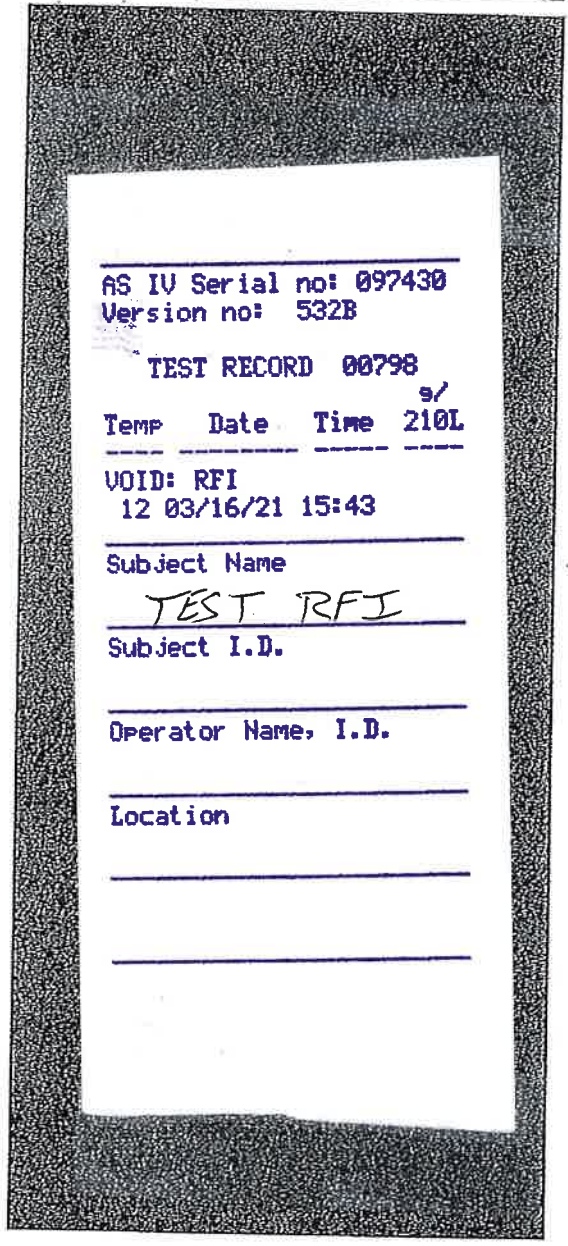 AS IV Serial no: 097430
Version no: 532B
TEST RECORD 00798
g/
Temp Date Time 210L
---- -------- ----- ----
VOID: RFI
12 03/16/21 15:43
Subject Name
TEST RFI
Subject I.D.
Operator Name, I.D.
Location